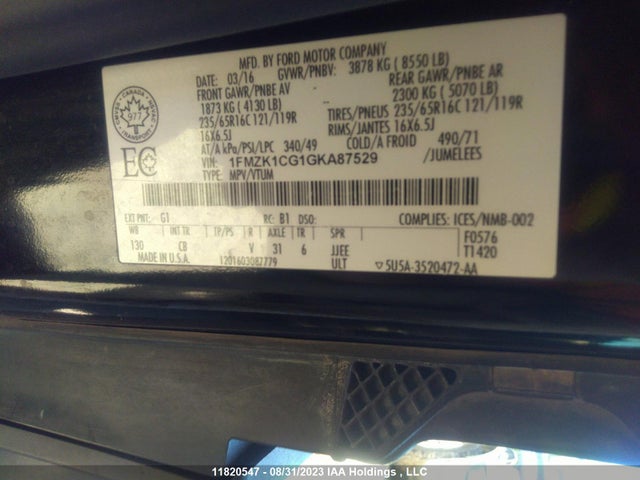 MFD. BY FORD MOTOR COMPANY
DATE: 03/16 GVWR/PNBV: 3878 KG ( 8550 LB)
FRONT GAWR/PNBE AV REAR GAWR/PNBE AR
1873 KG ( 4130 LB) 2300 KG ( 5070 LB)
235/65R16C 121/119R TIRES/PNEUS 235/65R16C 121/119R
16X6.5J RIMS/JANTES 16X6.5J
AT/A kPa/PSI/LPC 340/49 COLD/A FROID 490/71
VIN: 1FMZK1CG1GKA87529 /JUMELEES
TYPE: MPV/VTUM
CANADA
TRANSPORT
977
EC
EXT PNT: G1 RC: B1 DSO: COMPLIES: ICES/NMB-002
WB INT TR TP/PS R AXLE TR SPR F0576
130 CB V 31 6 JJEE T1420
MADE IN U.S.A. 1201603087779 ULT 5U5A-3520472-AA
11820547 - 08/31/2023 IAA Holdings , LLC